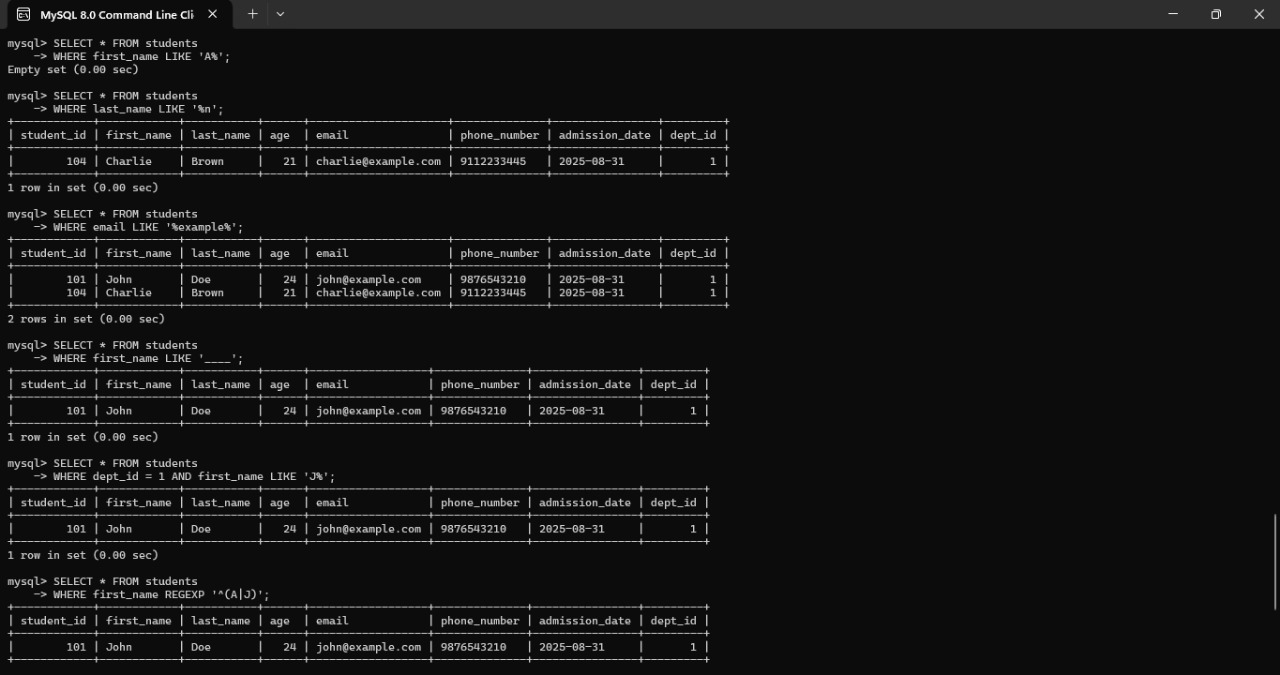 MySQL 8.0 Command Line Cli
mysql> SELECT * FROM students
    -> WHERE first_name LIKE 'A%';
Empty set (0.00 sec)

mysql> SELECT * FROM students
    -> WHERE last_name LIKE '%n';
+------------+------------+-----------+------+---------------------+--------------+----------------+---------+
| student_id | first_name | last_name | age  | email               | phone_number | admission_date | dept_id |
+------------+------------+-----------+------+---------------------+--------------+----------------+---------+
|        104 | Charlie    | Brown     |   21 | charlie@example.com | 9112233445   | 2025-08-31     |       1 |
+------------+------------+-----------+------+---------------------+--------------+----------------+---------+
1 row in set (0.00 sec)

mysql> SELECT * FROM students
    -> WHERE email LIKE '%example%';
+------------+------------+-----------+------+---------------------+--------------+----------------+---------+
| student_id | first_name | last_name | age  | email               | phone_number | admission_date | dept_id |
+------------+------------+-----------+------+---------------------+--------------+----------------+---------+
|        101 | John       | Doe       |   24 | john@example.com    | 9876543210   | 2025-08-31     |       1 |
|        104 | Charlie    | Brown     |   21 | charlie@example.com | 9112233445   | 2025-08-31     |       1 |
+------------+------------+-----------+------+---------------------+--------------+----------------+---------+
2 rows in set (0.00 sec)

mysql> SELECT * FROM students
    -> WHERE first_name LIKE '____';
+------------+------------+-----------+------+------------------+--------------+----------------+---------+
| student_id | first_name | last_name | age  | email            | phone_number | admission_date | dept_id |
+------------+------------+-----------+------+------------------+--------------+----------------+---------+
|        101 | John       | Doe       |   24 | john@example.com | 9876543210   | 2025-08-31     |       1 |
+------------+------------+-----------+------+------------------+--------------+----------------+---------+
1 row in set (0.00 sec)

mysql> SELECT * FROM students
    -> WHERE dept_id = 1 AND first_name LIKE 'J%';
+------------+------------+-----------+------+------------------+--------------+----------------+---------+
| student_id | first_name | last_name | age  | email            | phone_number | admission_date | dept_id |
+------------+------------+-----------+------+------------------+--------------+----------------+---------+
|        101 | John       | Doe       |   24 | john@example.com | 9876543210   | 2025-08-31     |       1 |
+------------+------------+-----------+------+------------------+--------------+----------------+---------+
1 row in set (0.00 sec)

mysql> SELECT * FROM students
    -> WHERE first_name REGEXP '^(A|J)';
+------------+------------+-----------+------+------------------+--------------+----------------+---------+
| student_id | first_name | last_name | age  | email            | phone_number | admission_date | dept_id |
+------------+------------+-----------+------+------------------+--------------+----------------+---------+
|        101 | John       | Doe       |   24 | john@example.com | 9876543210   | 2025-08-31     |       1 |
+------------+------------+-----------+------+------------------+--------------+----------------+---------+